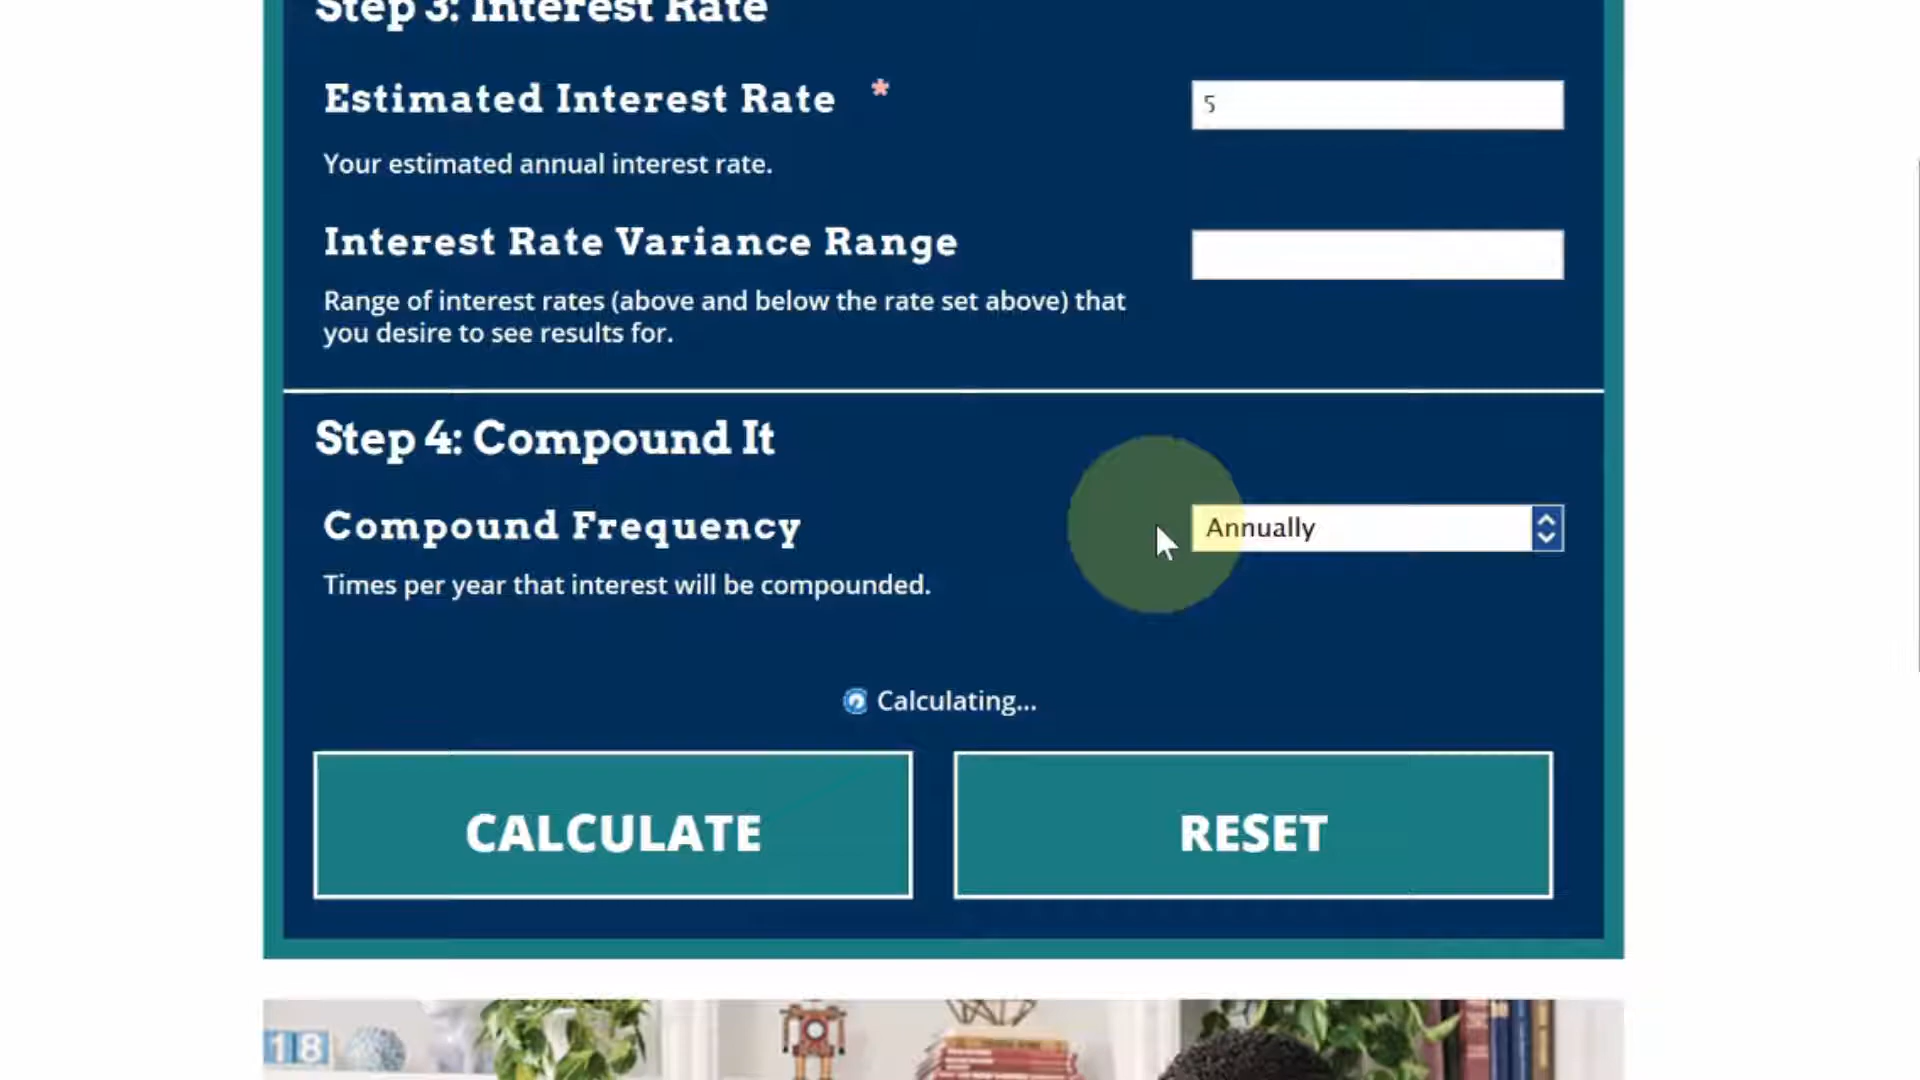 Step 3: Interest Rate
Estimated Interest Rate *
5
Your estimated annual interest rate.
Interest Rate Variance Range
Range of interest rates (above and below the rate set above) that
you desire to see results for.
Step 4: Compound It
Compound Frequency
Annually
Times per year that interest will be compounded.
Calculating...
CALCULATE
RESET
18